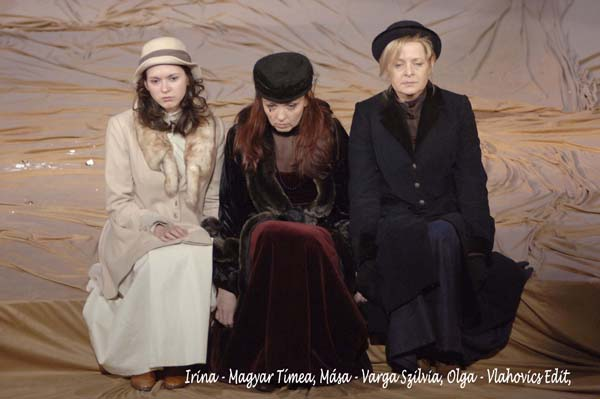 Irina - Magyar Tímea, Mása - Varga Szilvia, Olga - Vlahovics Edit,